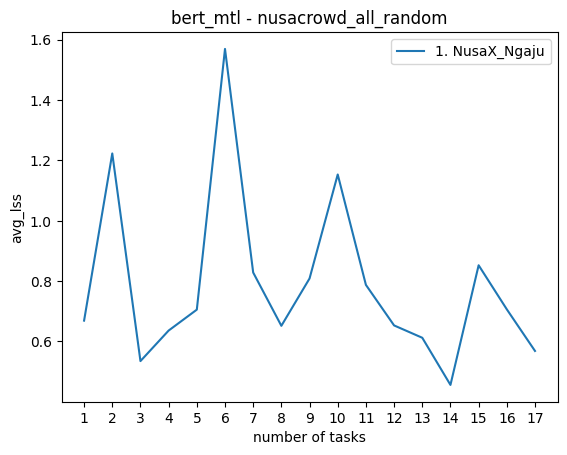 bert_mtl - nusacrowd_all_random
1. NusaX_Ngaju
avg_lss
1.6
1.4
1.2
1.0
0.8
0.6
1 2 3 4 5 6 7 8 9 10 11 12 13 14 15 16 17
number of tasks